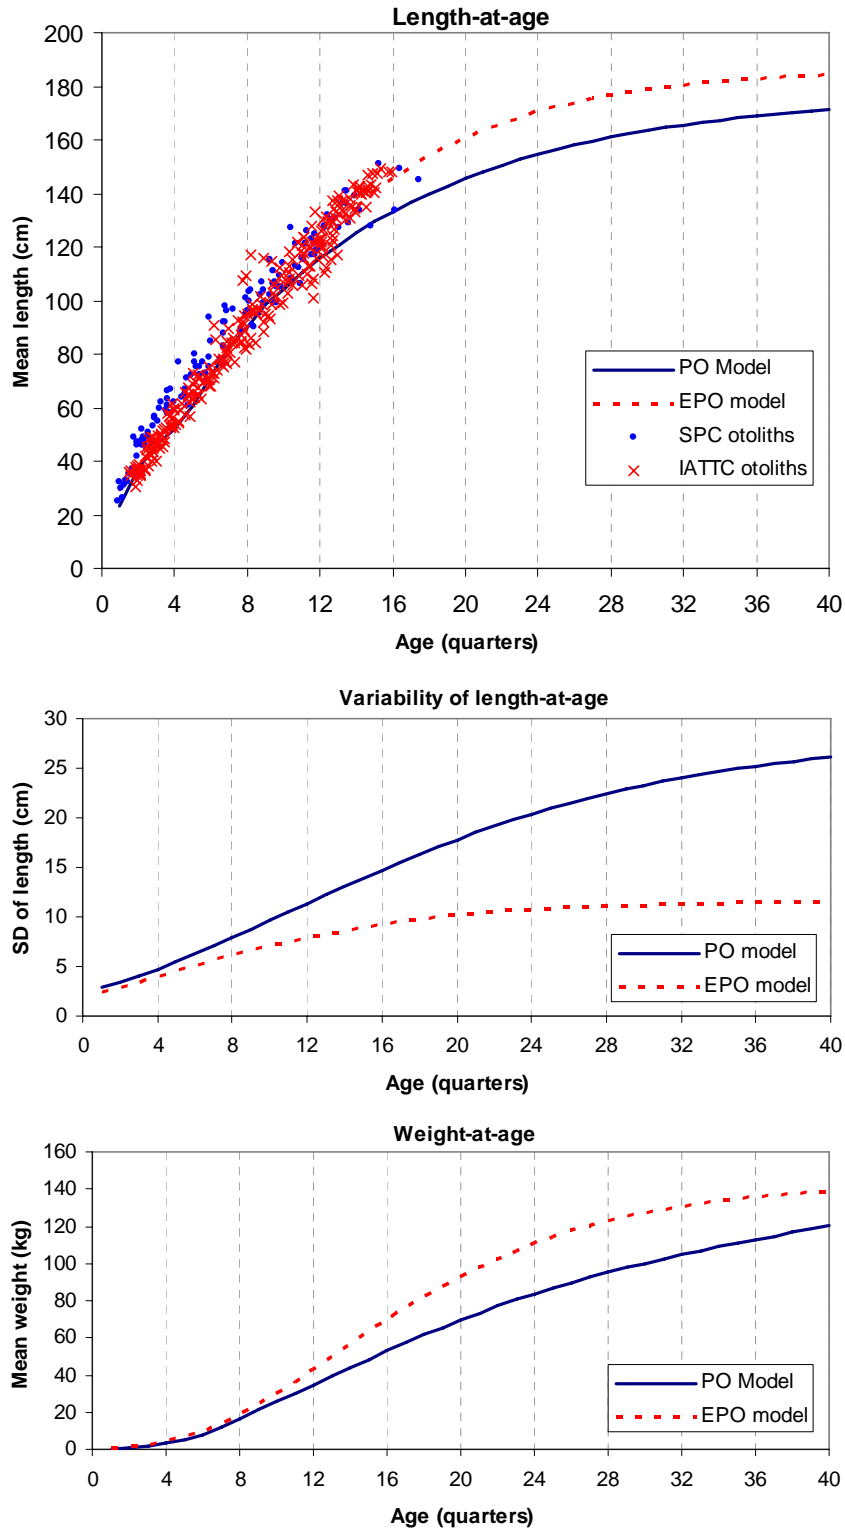 Length-at-age
200
180
160
140
120
100
80
60
40
20
0
Mean length (cm)
PO Model
EPO model
SPC otoliths
IATTC otoliths
0 4 8 12 16 20 24 28 32 36 40
Age (quarters)
Variability of length-at-age
30
25
20
15
10
5
0
SD of length (cm)
PO model
EPO model
0 4 8 12 16 20 24 28 32 36 40
Age (quarters)
Weight-at-age
160
140
120
100
80
60
40
20
0
Mean weight (kg)
PO Model
EPO model
0 4 8 12 16 20 24 28 32 36 40
Age (quarters)